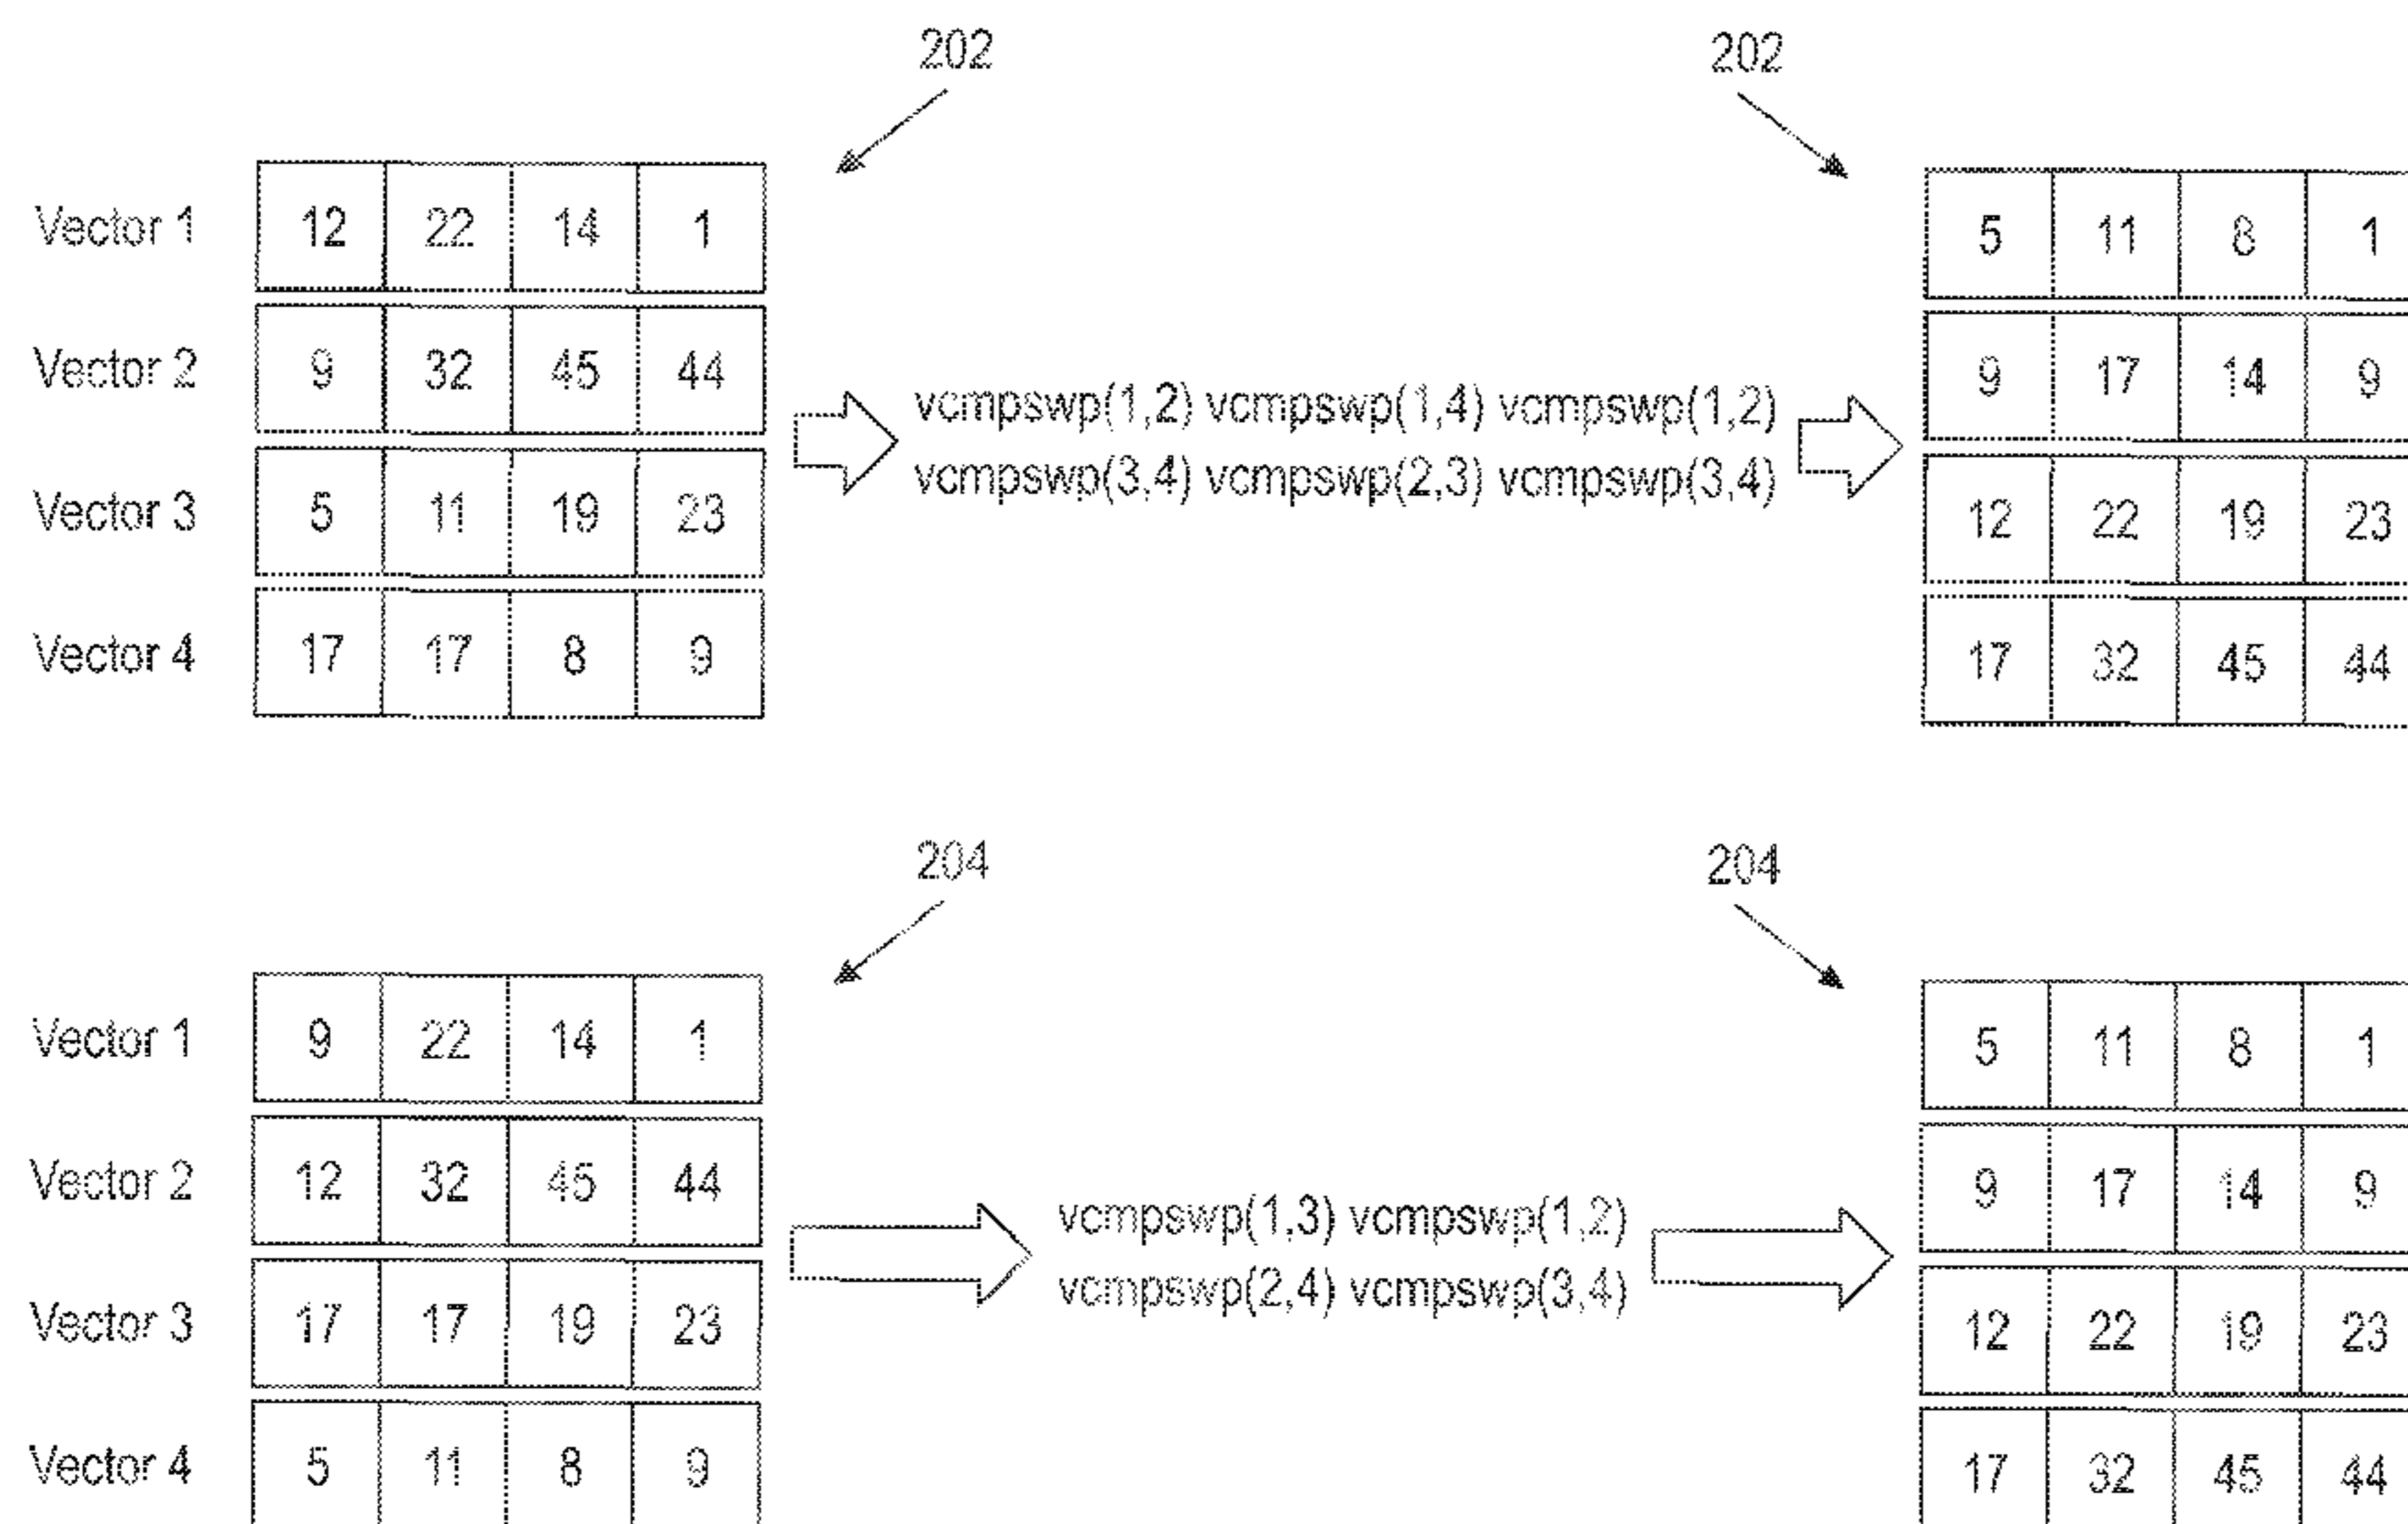 202 202
Vector 1 12 22 14 1 5 11 8 1
Vector 2 9 32 45 44 9 17 14 9
vcmpswp(1,2) vcmpswp(1,4) vcmpswp(1,2)
vcmpswp(3,4) vcmpswp(2,3) vcmpswp(3,4)
Vector 3 5 11 19 23 12 22 19 23
Vector 4 17 17 8 9 17 32 45 44
204 204
Vector 1 9 22 14 1 5 11 8 1
Vector 2 12 32 45 44 9 17 14 9
vcmpswp(1,3) vcmpswp(1,2)
vcmpswp(2,4) vcmpswp(3,4)
Vector 3 17 17 19 23 12 22 19 23
Vector 4 5 11 8 9 17 32 45 44